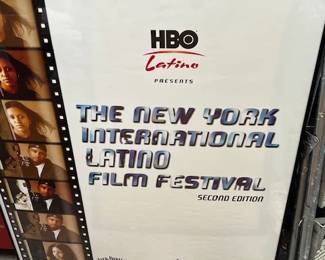 HBO
Latino
PRESENTS
THE NEW YORK
INTERNATIONAL
LATINO
FILM FESTIVAL
SECOND EDITION